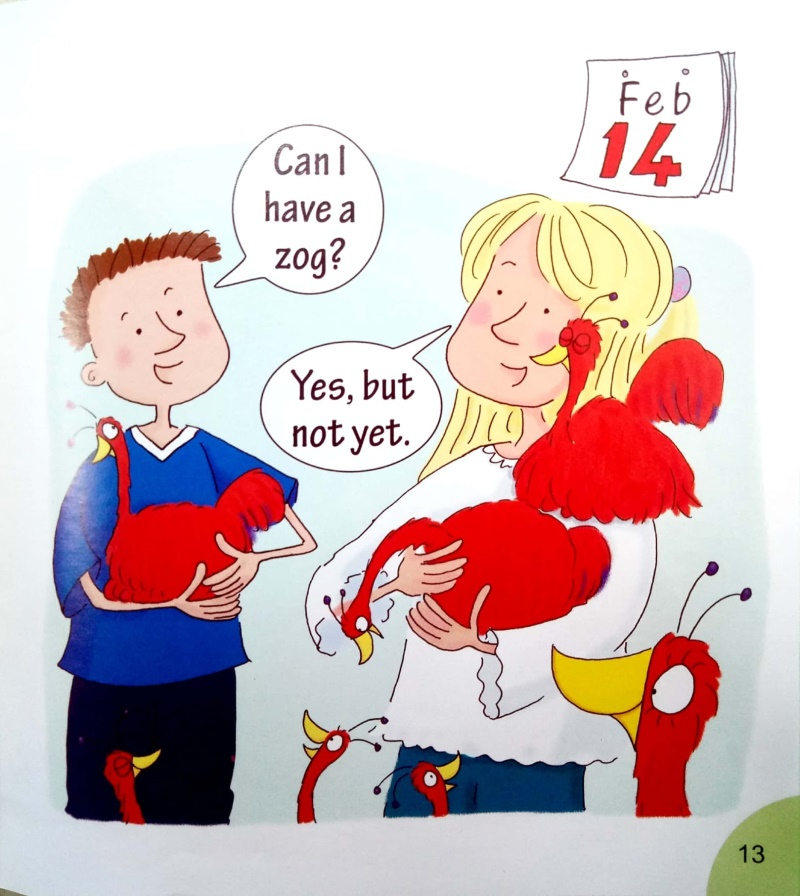 Feb
14
Can I
have a
zog?
Yes, but
not yet.
13